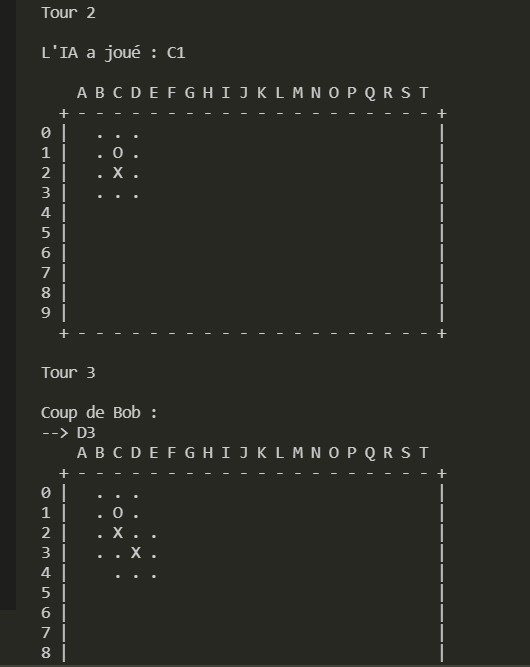 Tour 2

L'IA a joué : C1

    A B C D E F G H I J K L M N O P Q R S T
  + - - - - - - - - - - - - - - - - - - - - +
0 |   . . .                                 |
1 |   . O .                                 |
2 |   . X .                                 |
3 |   . . .                                 |
4 |                                         |
5 |                                         |
6 |                                         |
7 |                                         |
8 |                                         |
9 |                                         |
  + - - - - - - - - - - - - - - - - - - - - +

Tour 3

Coup de Bob :
--> D3
    A B C D E F G H I J K L M N O P Q R S T
  + - - - - - - - - - - - - - - - - - - - - +
0 |   . . .                                 |
1 |   . O .                                 |
2 |   . X . .                               |
3 |   . . X .                               |
4 |     . . .                               |
5 |                                         |
6 |                                         |
7 |                                         |
8 |                                         |